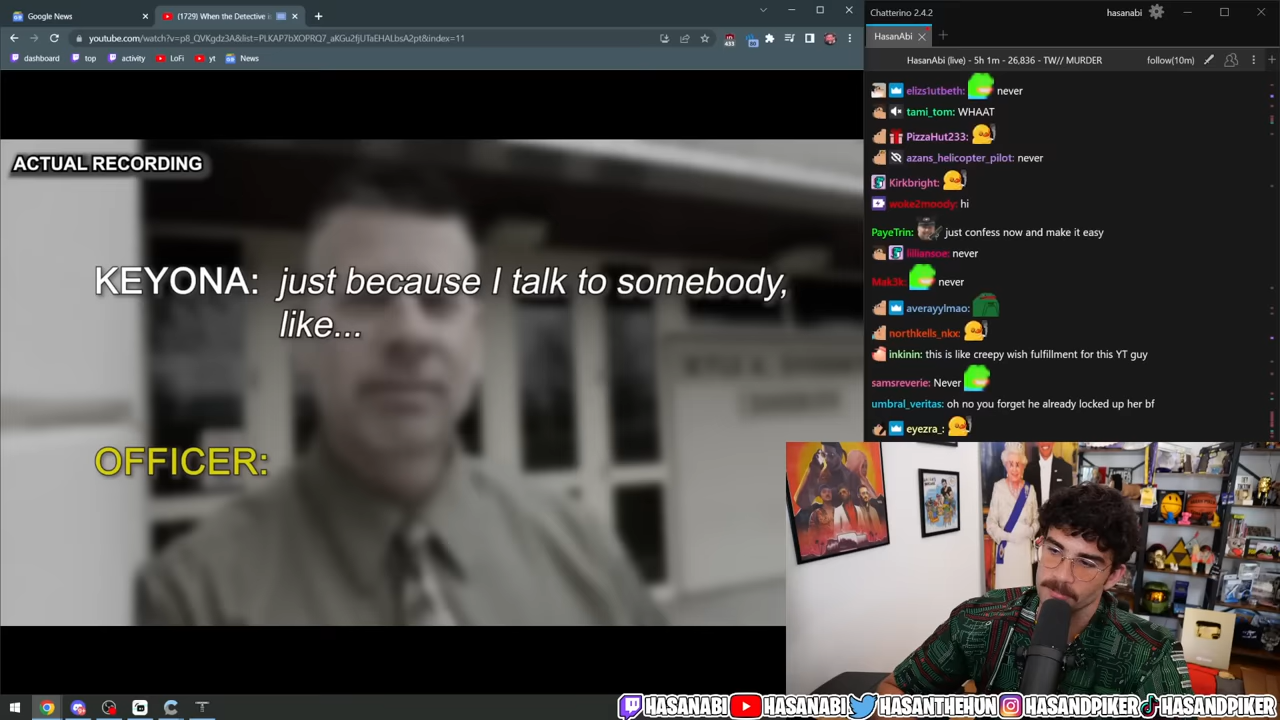 Google News
(1729) When the Detective i
youtube.com/watch?v=p8_QVKgdz3A&list=PLKAP7bXOPRQ7_aKGu2fjUTaEHALbsA2pt&index=11
433
60
dashboard
top
activity
LoFi
yt
News
ACTUAL RECORDING
KEYONA: just because I talk to somebody,
like...
OFFICER:
Chatterino 2.4.2
hasanabi
HasanAbi
HasanAbi (live) - 5h 1m - 26,836 - TW// MURDER
follow(10m)
elizs1utbeth: never
tami_tom: WHAAT
PizzaHut233:
azans_helicopter_pilot: never
Kirkbright:
woke2moody: hi
PayeTrin: just confess now and make it easy
lilliansoe: never
Mak3k: never
averayylmao:
northkells_nkx:
inkinin: this is like creepy wish fulfillment for this YT guy
samsreverie: Never
umbral_veritas: oh no you forget he already locked up her bf
eyezra_:
HASANABI
HASANABI
HASANTHEHUN
HASANDPIKER
HASANDPIKER